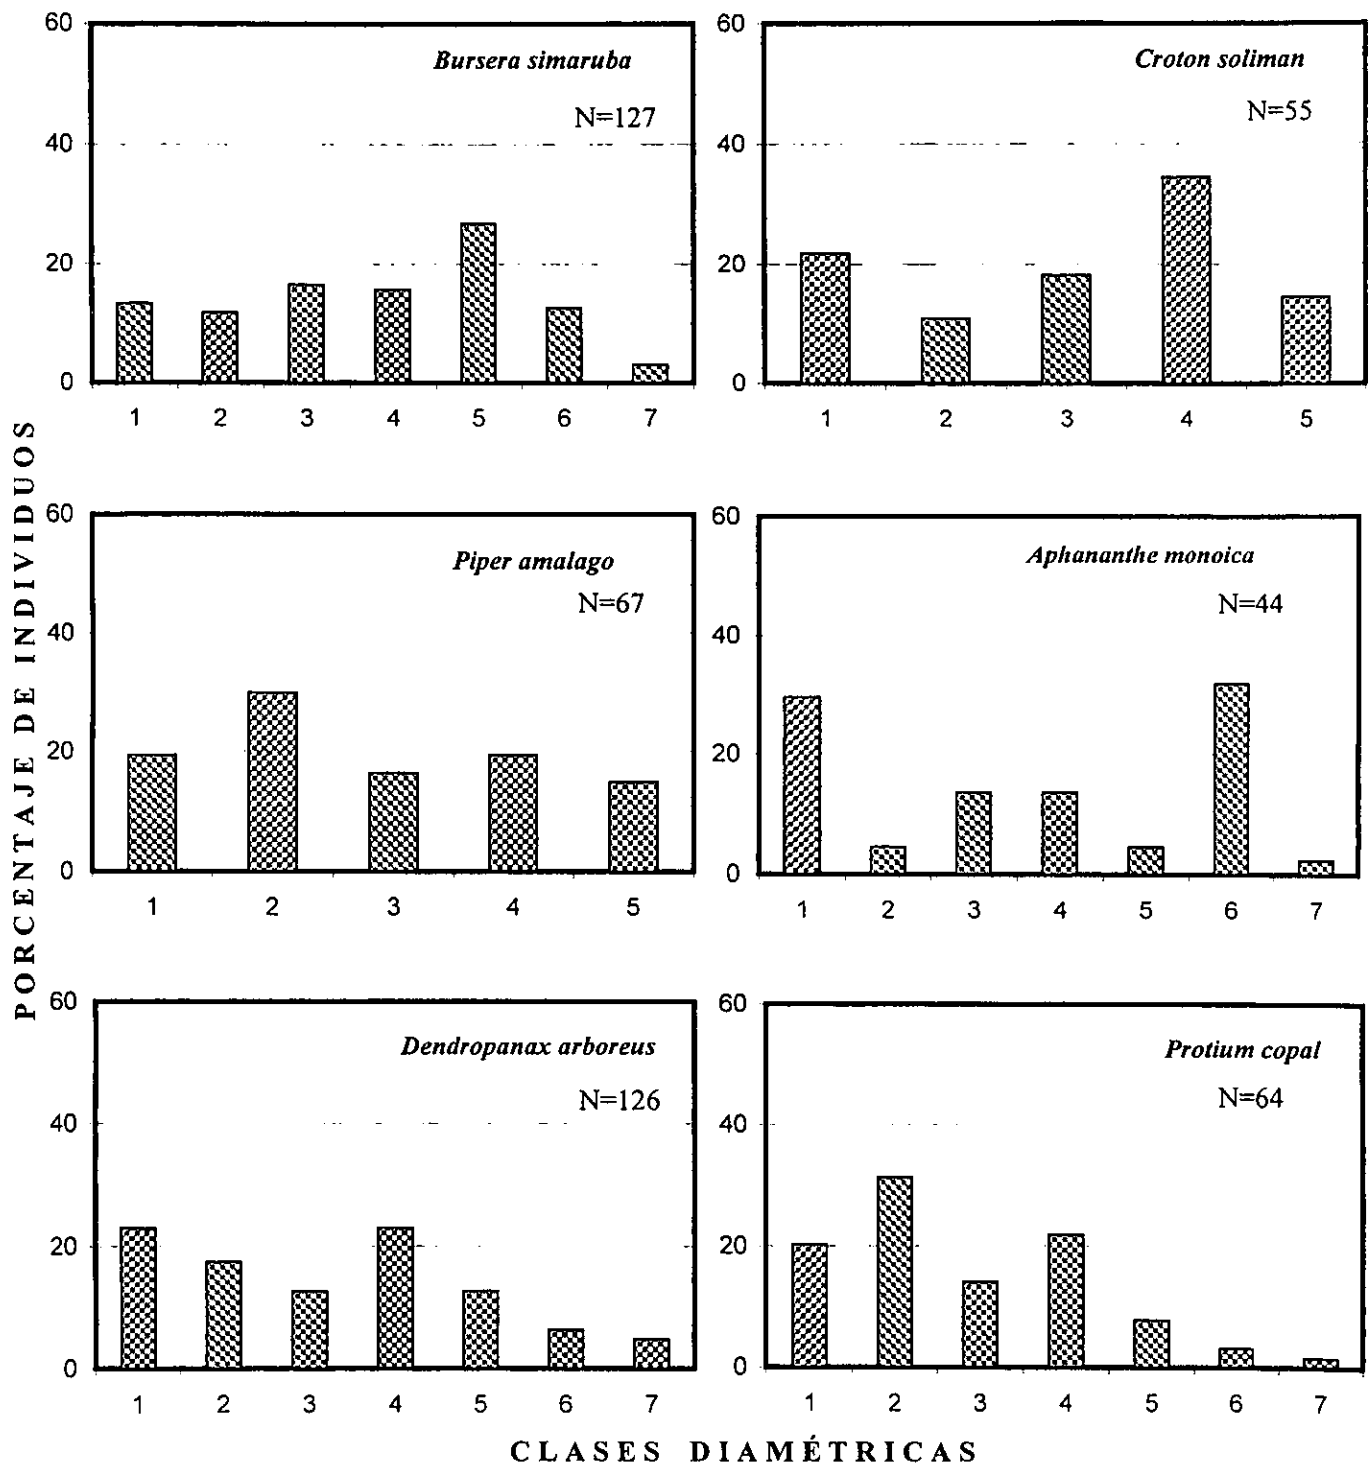 PORCENTAJE DE INDIVIDUOS
60
40
20
0
Bursera simaruba
N=127
1 2 3 4 5 6 7
60
40
20
0
Croton soliman
N=55
1 2 3 4 5
60
40
20
0
Piper amalago
N=67
1 2 3 4 5
60
40
20
0
Aphananthe monoica
N=44
1 2 3 4 5 6 7
60
40
20
0
Dendropanax arboreus
N=126
1 2 3 4 5 6 7
60
40
20
0
Protium copal
N=64
1 2 3 4 5 6 7
CLASES DIAMÉTRICAS